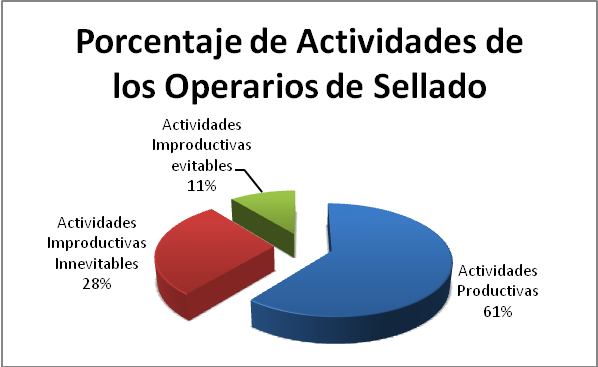 Porcentaje de Actividades de
los Operarios de Sellado
Actividades
Improductivas
evitables
11%
Actividades
Improductivas
Innevitables
28%
Actividades
Productivas
61%